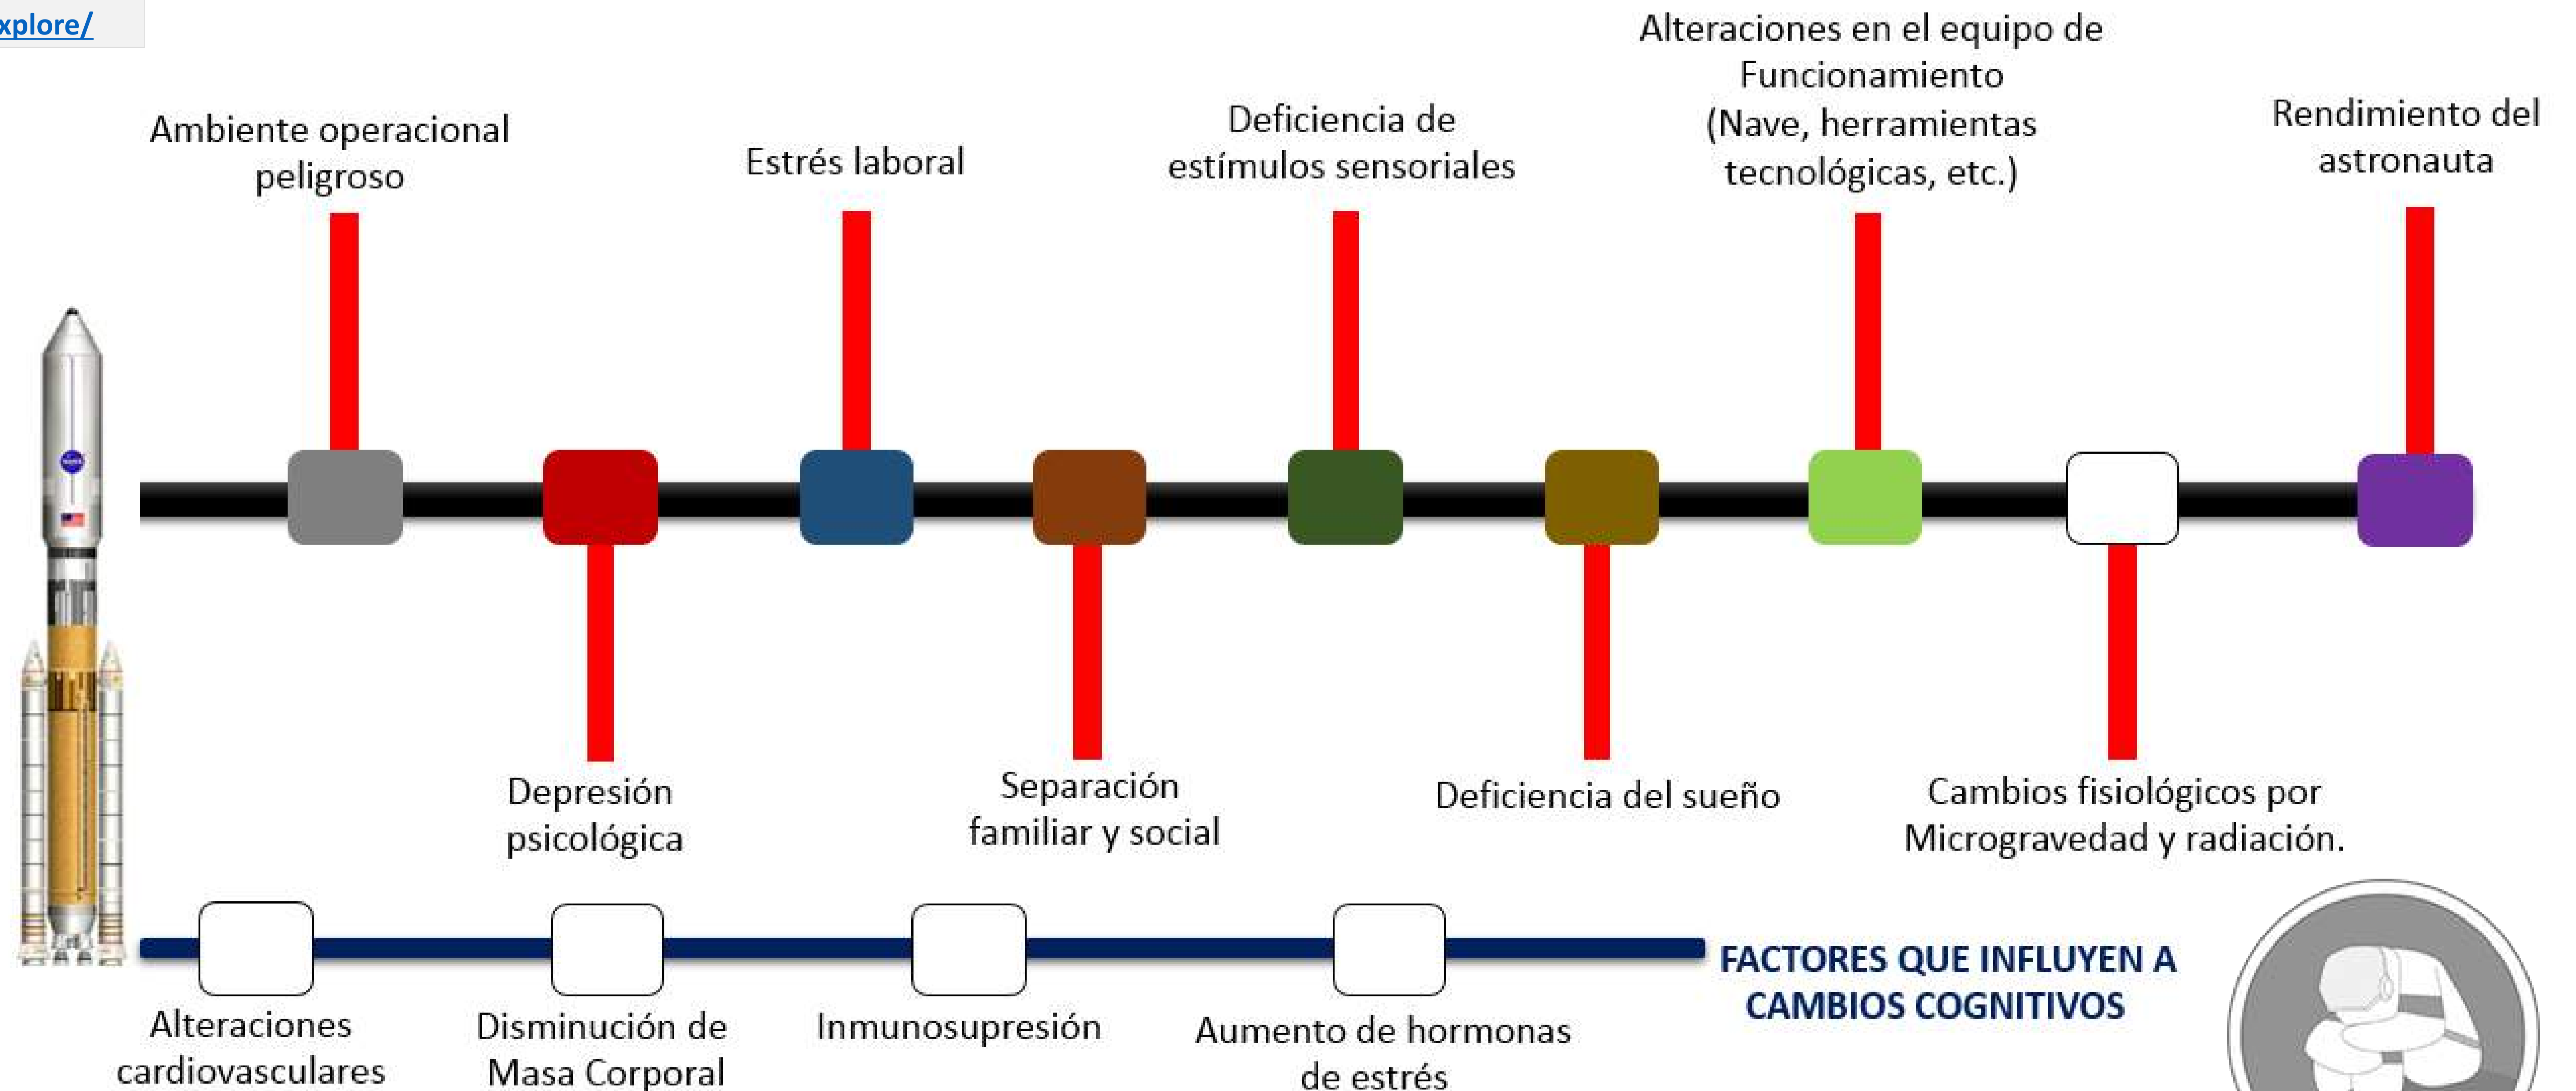 xplore/
Ambiente operacional
peligroso
Estrés laboral
Deficiencia de
estímulos sensoriales
Alteraciones en el equipo de
Funcionamiento
(Nave, herramientas
tecnológicas, etc.)
Rendimiento del
astronauta
Depresión
psicológica
Separación
familiar y social
Deficiencia del sueño
Cambios fisiológicos por
Microgravedad y radiación.
Alteraciones
cardiovasculares
Disminución de
Masa Corporal
Inmunosupresión
Aumento de hormonas
de estrés
FACTORES QUE INFLUYEN A
CAMBIOS COGNITIVOS